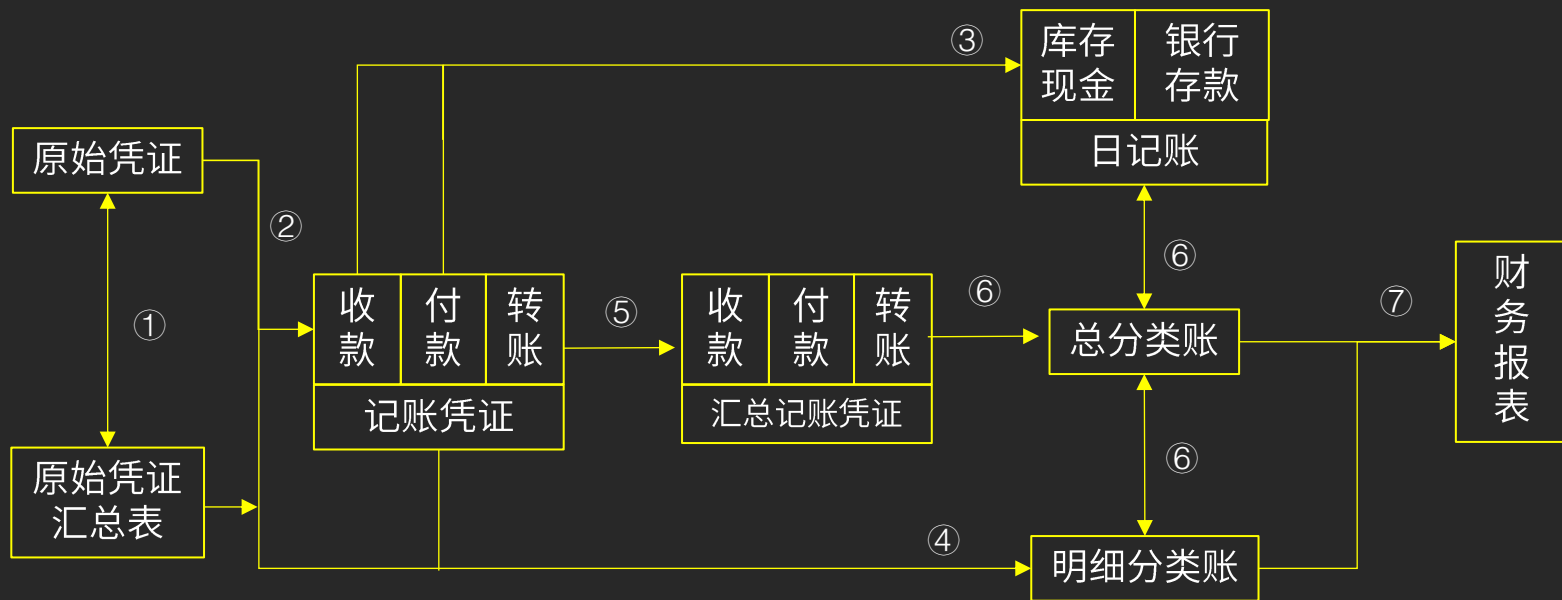 ③
库存
现金
银行
存款
日记账
原始凭证
②
①
原始凭证
汇总表
收
款
付
款
转
账
记账凭证
⑤
收
款
付
款
转
账
汇总记账凭证
⑥
⑥
总分类账
⑥
④
明细分类账
⑦
财
务
报
表